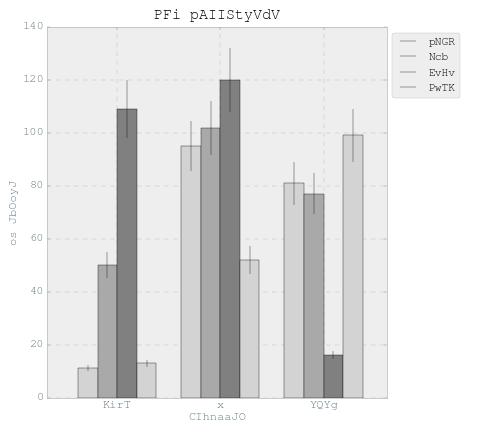 PFi pAIIStyVdV
140
120
100
80
60
40
20
0
os JbOoyJ
KirT x YQYg
CIhnaaJO
pNGR
Ncb
EvHv
PwTK